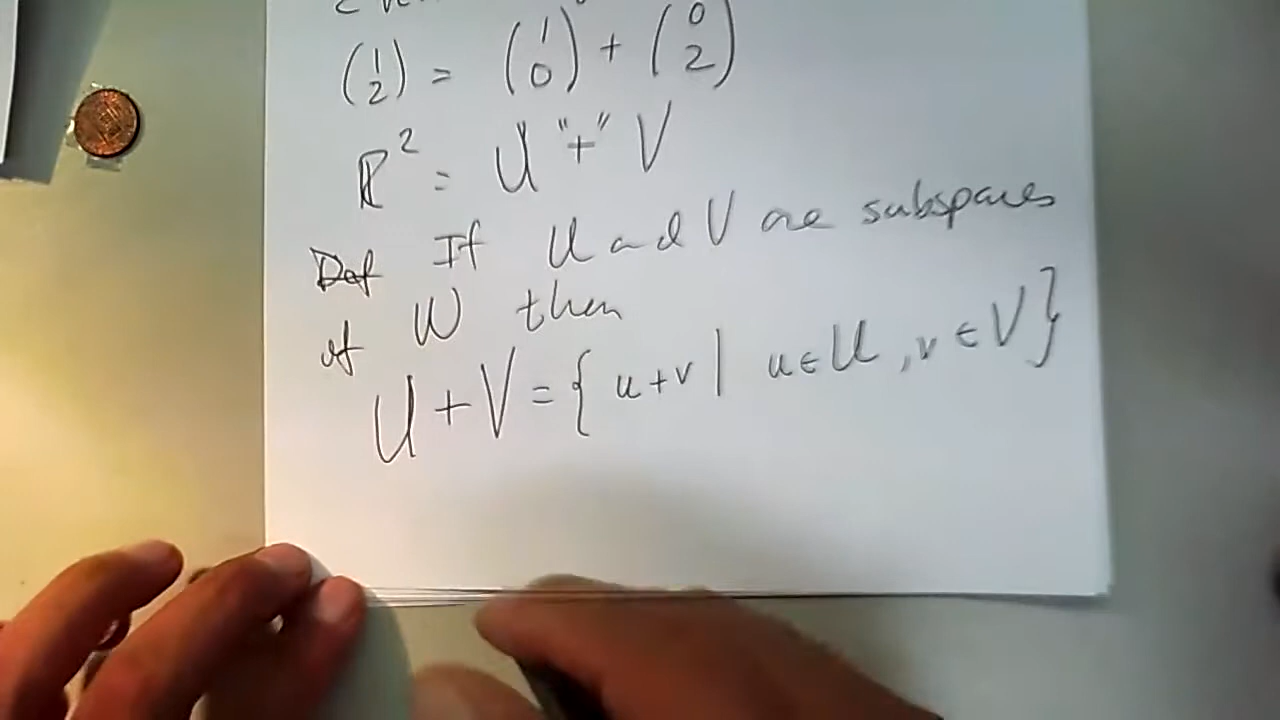 (1 2) = (1 0) + (0 2)
ℝ² = U "+" V
Def If U and V are subspaces
of W then
U + V = { u+v | u ∈ U , v ∈ V }